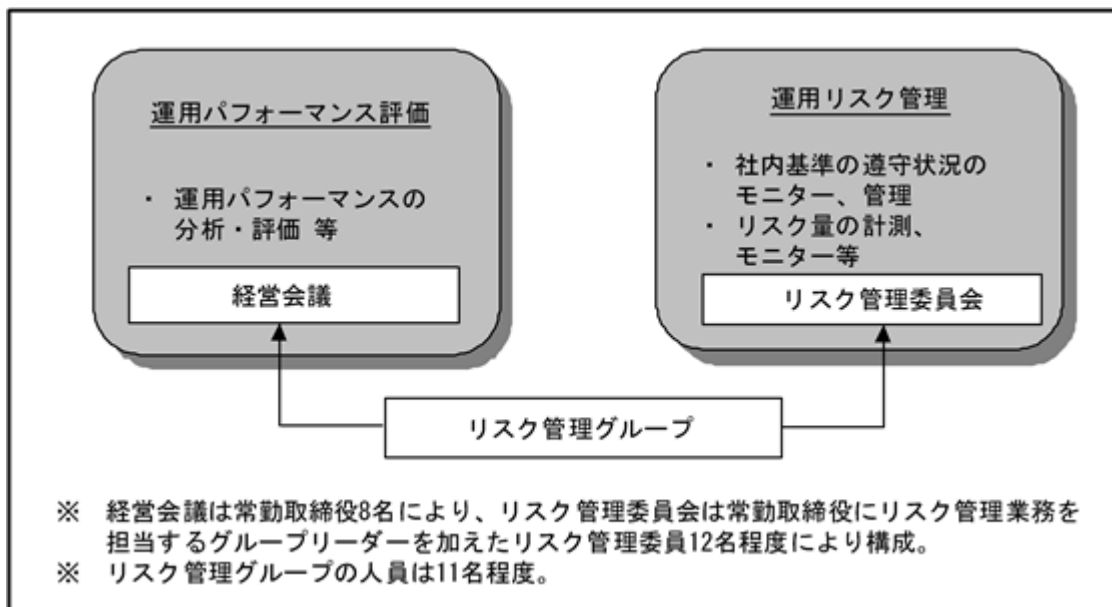 運用パフォーマンス評価
・ 運用パフォーマンスの
分析・評価 等
経営会議
運用リスク管理
・ 社内基準の遵守状況の
モニター、管理
・ リスク量の計測、
モニター等
リスク管理委員会
リスク管理グループ
※ 経営会議は常勤取締役8名により、リスク管理委員会は常勤取締役にリスク管理業務を
担当するグループリーダーを加えたリスク管理委員12名程度により構成。
※ リスク管理グループの人員は11名程度。